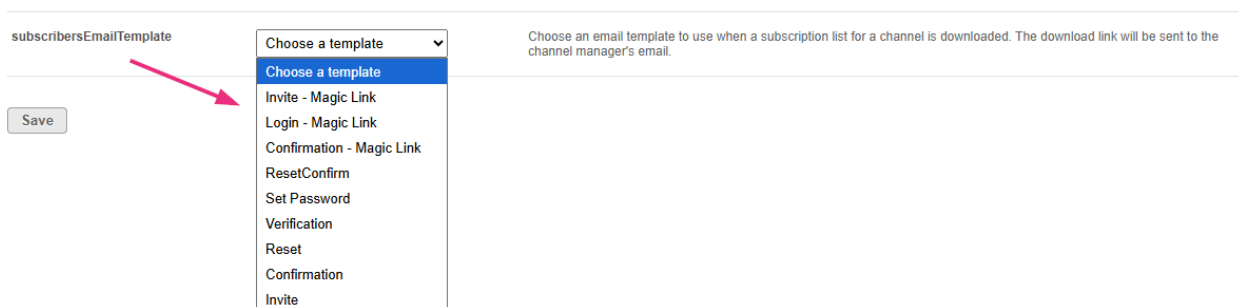 subscribersEmailTemplate
Choose a template
Choose an email template to use when a subscription list for a channel is downloaded. The download link will be sent to the
channel manager's email.
Choose a template
Invite - Magic Link
Login - Magic Link
Confirmation - Magic Link
ResetConfirm
Set Password
Verification
Reset
Confirmation
Invite
Save